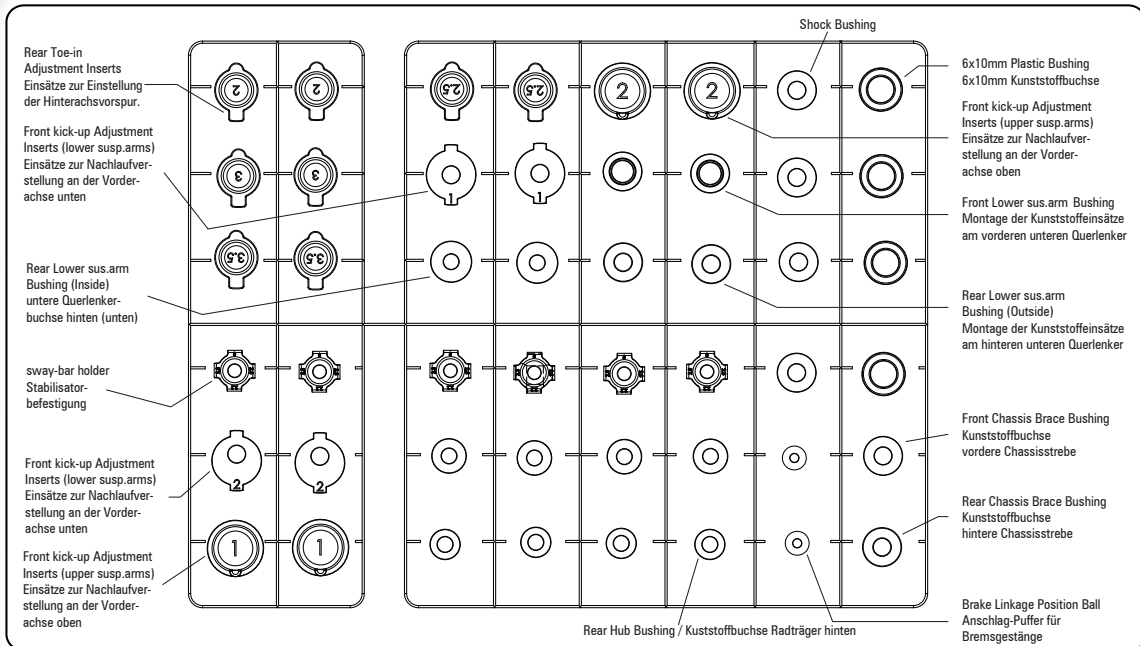 Shock Bushing
Rear Toe-in
Adjustment Inserts
Einsätze zur Einstellung
der Hinterachsvorspur.
Front kick-up Adjustment
Inserts (lower susp.arms)
Einsätze zur Nachlaufver-
stellung an der Vorder-
achse unten
Rear Lower sus.arm
Bushing (Inside)
untere Querlenker-
buchse hinten (unten)
sway-bar holder
Stabilisator-
befestigung
Front kick-up Adjustment
Inserts (lower susp.arms)
Einsätze zur Nachlaufver-
stellung an der Vorder-
achse unten
Front kick-up Adjustment
Inserts (upper susp.arms)
Einsätze zur Nachlaufver-
stellung an der Vorder-
achse oben
2 2 2.5 2.5 2 2
3 3 1 1
3.5 3.5
2 2
1 1
6x10mm Plastic Bushing
6x10mm Kunststoffbuchse
Front kick-up Adjustment
Inserts (upper susp.arms)
Einsätze zur Nachlaufver-
stellung an der Vorder-
achse oben
Front Lower sus.arm Bushing
Montage der Kunststoffeinsätze
am vorderen unteren Querlenker
Rear Lower sus.arm
Bushing (Outside)
Montage der Kunststoffeinsätze
am hinteren unteren Querlenker
Front Chassis Brace Bushing
Kunststoffbuchse
vordere Chassisstrebe
Rear Chassis Brace Bushing
Kunststoffbuchse
hintere Chassisstrebe
Brake Linkage Position Ball
Anschlag-Puffer für
Bremsgestänge
Rear Hub Bushing / Kuststoffbuchse Radträger hinten